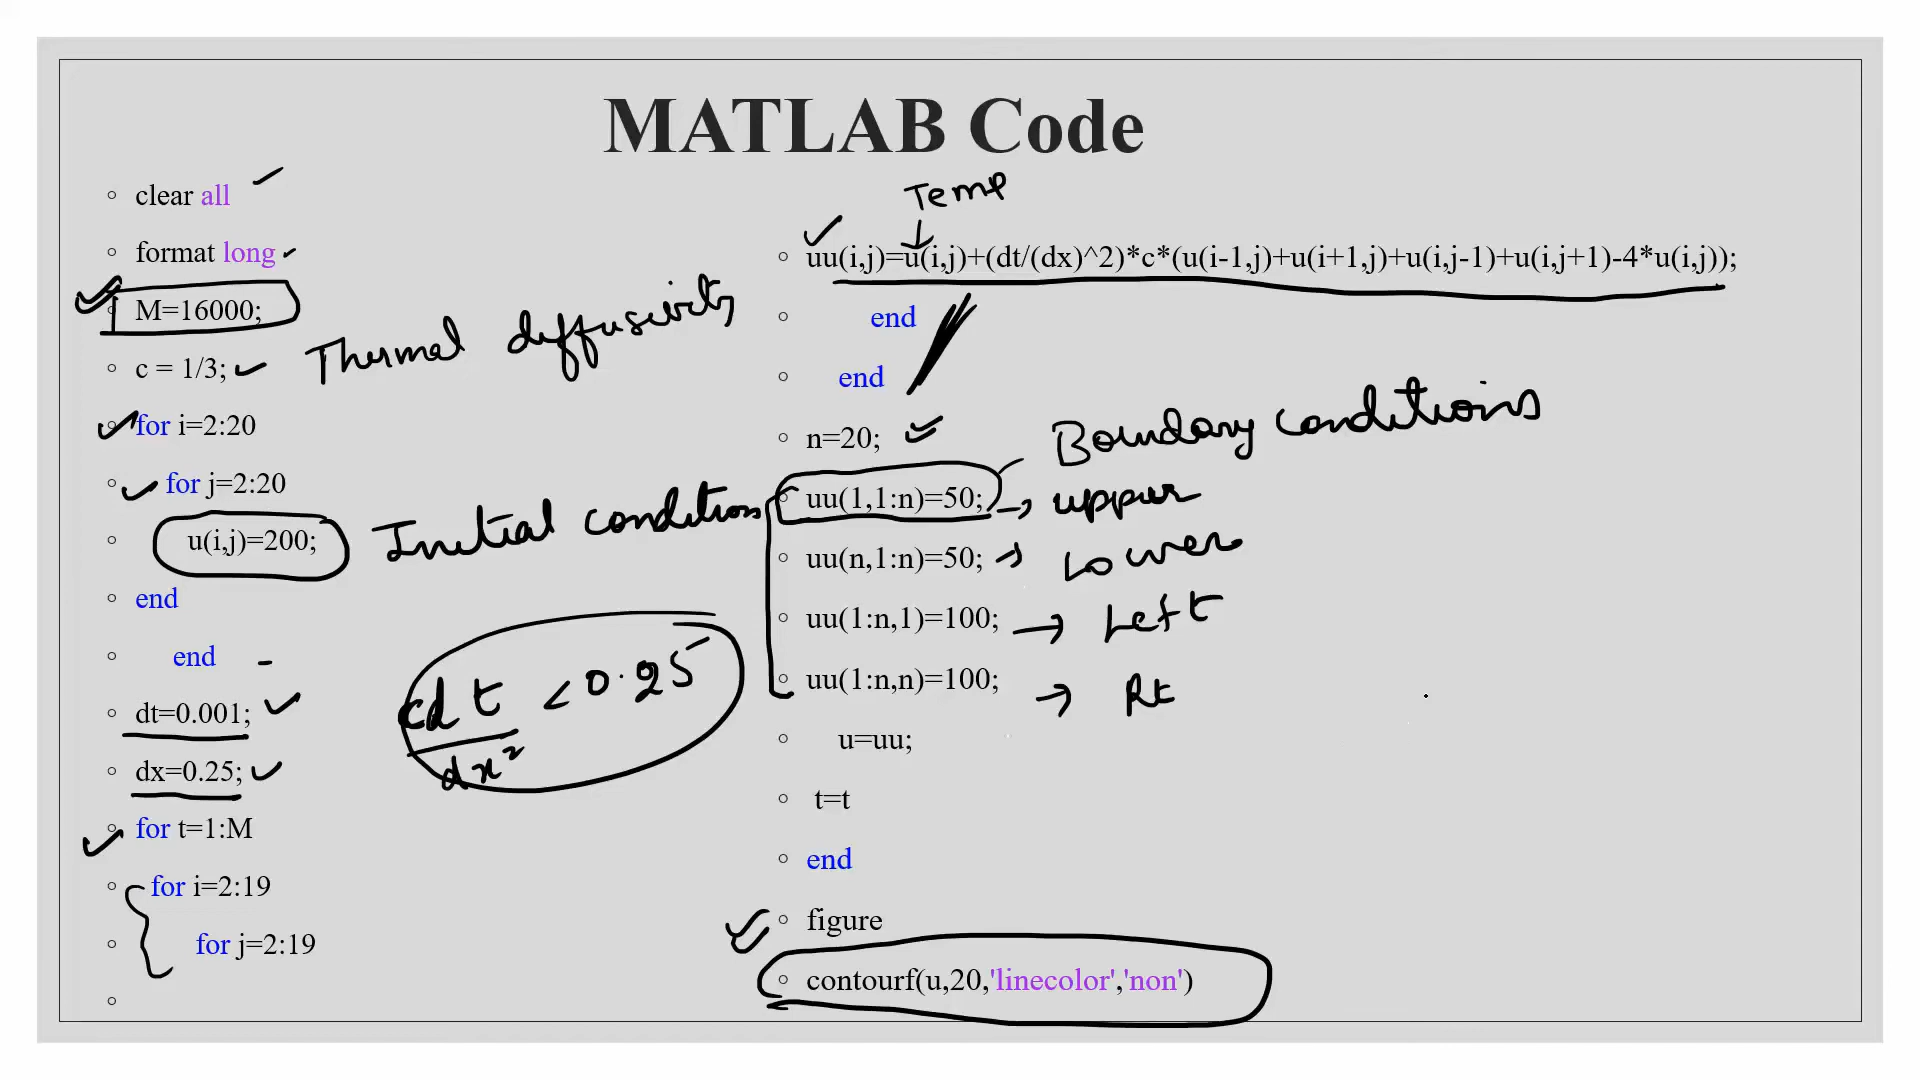 MATLAB Code
clear all
format long
M=16000;
c = 1/3;
Thermal diffusivity
for i=2:20
for j=2:20
u(i,j)=200;
Initial conditions
end
end
dt=0.001;
dx=0.25;
cdt/dx² < 0.25
for t=1:M
for i=2:19
for j=2:19
Temp
uu(i,j)=u(i,j)+(dt/(dx)^2)*c*(u(i-1,j)+u(i+1,j)+u(i,j-1)+u(i,j+1)-4*u(i,j));
end
end
n=20;
Boundary conditions
uu(1,1:n)=50; → upper
uu(n,1:n)=50; → Lower
uu(1:n,1)=100; → Left
uu(1:n,n)=100; → Rt
u=uu;
t=t
end
figure
contourf(u,20,'linecolor','non')